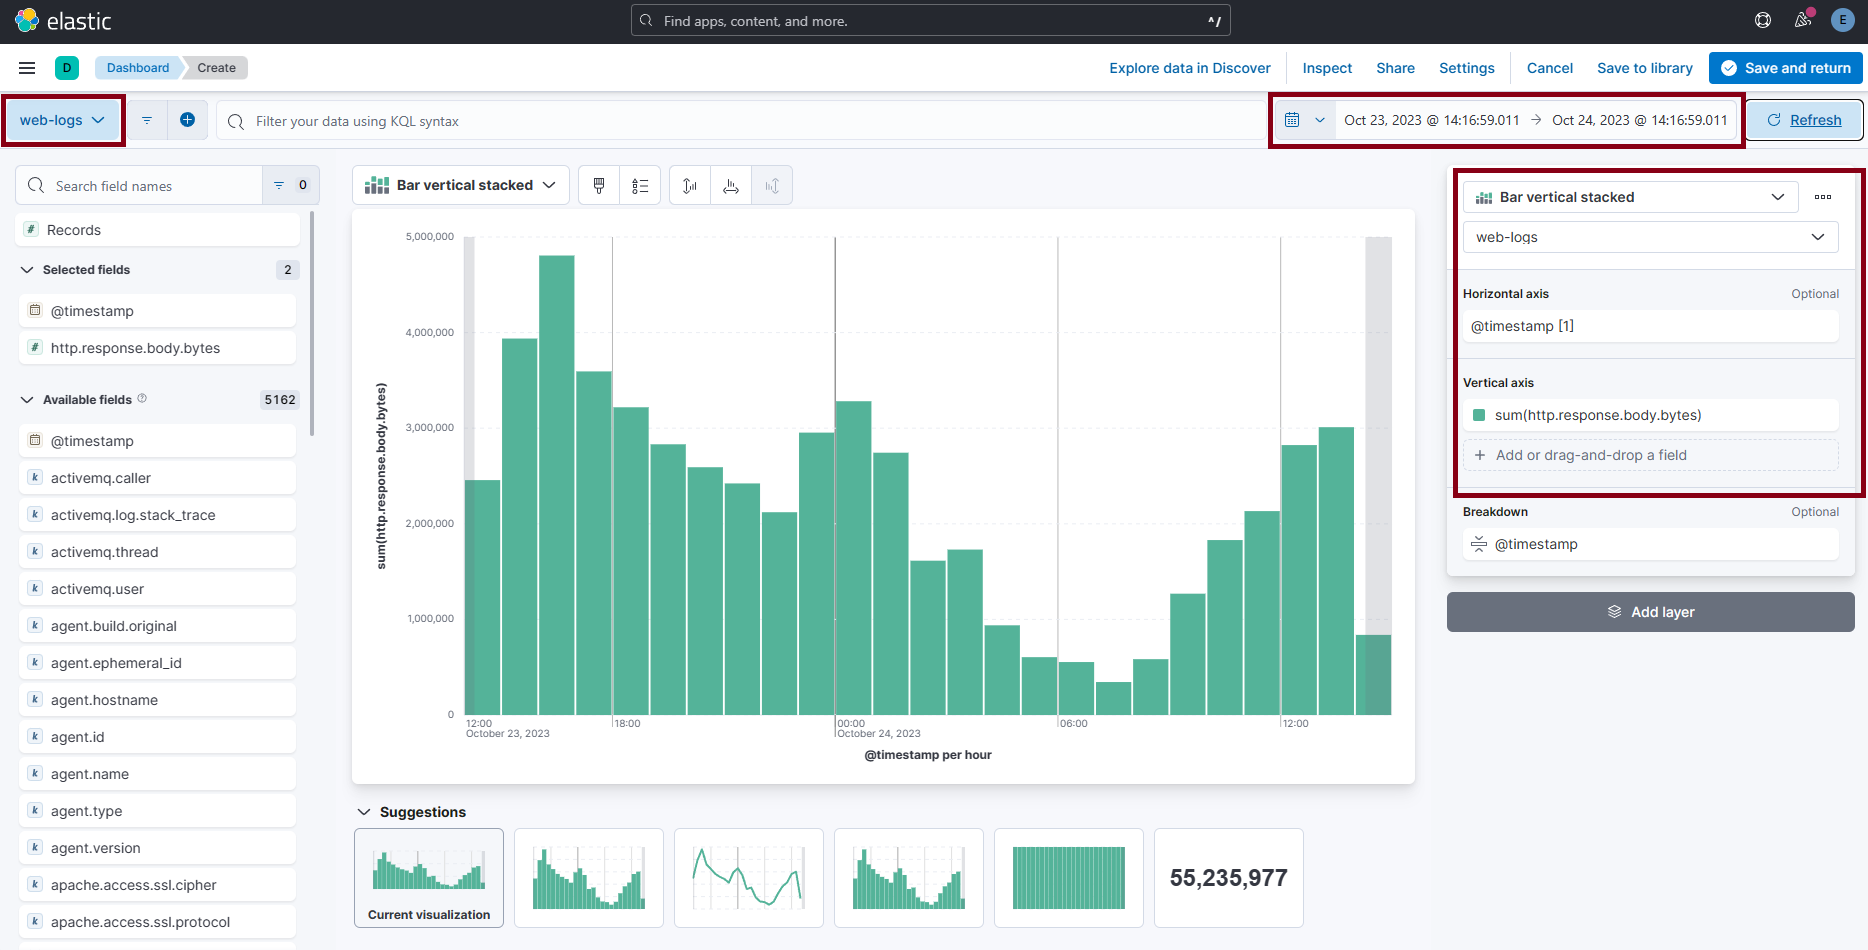 elastic
Find apps, content, and more.
^/
E
D
Dashboard
Create
Explore data in Discover
Inspect
Share
Settings
Cancel
Save to library
Save and return
web-logs
Filter your data using KQL syntax
Oct 23, 2023 @ 14:16:59.011 → Oct 24, 2023 @ 14:16:59.011
Refresh
Search field names
0
# Records
Selected fields
2
@timestamp
# http.response.body.bytes
Available fields
5162
@timestamp
k activemq.caller
k activemq.log.stack_trace
k activemq.thread
k activemq.user
k agent.build.original
k agent.ephemeral_id
k agent.hostname
k agent.id
k agent.name
k agent.type
k agent.version
k apache.access.ssl.cipher
k apache.access.ssl.protocol
Bar vertical stacked
sum(http.response.body.bytes)
5,000,000
4,000,000
3,000,000
2,000,000
1,000,000
0
12:00
October 23, 2023
18:00
00:00
October 24, 2023
06:00
12:00
@timestamp per hour
Suggestions
Current visualization
55,235,977
Bar vertical stacked
web-logs
Horizontal axis
Optional
@timestamp [1]
Vertical axis
sum(http.response.body.bytes)
+ Add or drag-and-drop a field
Breakdown
Optional
@timestamp
Add layer